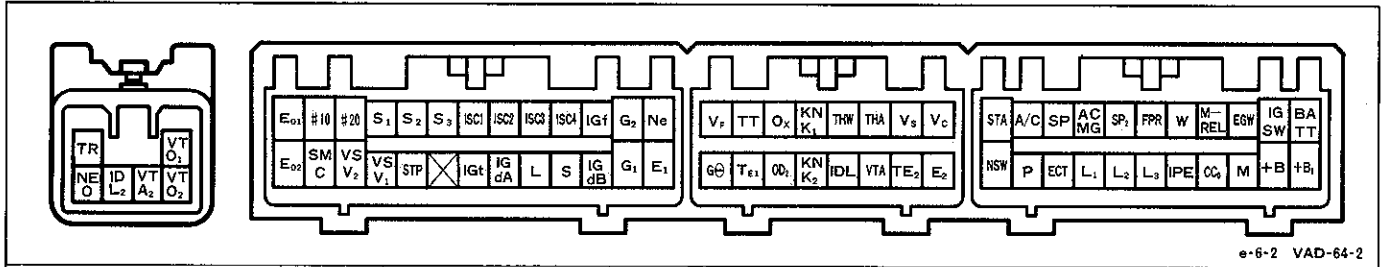 TR VT O₁
NE O ID L₂ VT A₂ VT O₂
E₀₁ #10 #20 S₁ S₂ S₃ ISC1 ISC2 ISC3 ISC4 IGf G₂ Ne
E₀₂ SM C VS V₂ VS V₁ STP IGt IG dA L S IG dB G₁ E₁
V_F TT Oₓ KN K₁ THW THA Vs Vc
G⊖ T_E1 OD₂ KN K₂ IDL VTA TE₂ E₂
STA A/C SP AC MG SP₂ FPR W M-REL EGW IG SW BA TT
NSW P ECT L₁ L₂ L₃ IPE CC₀ M +B +B₁
e-6-2 VAD-64-2